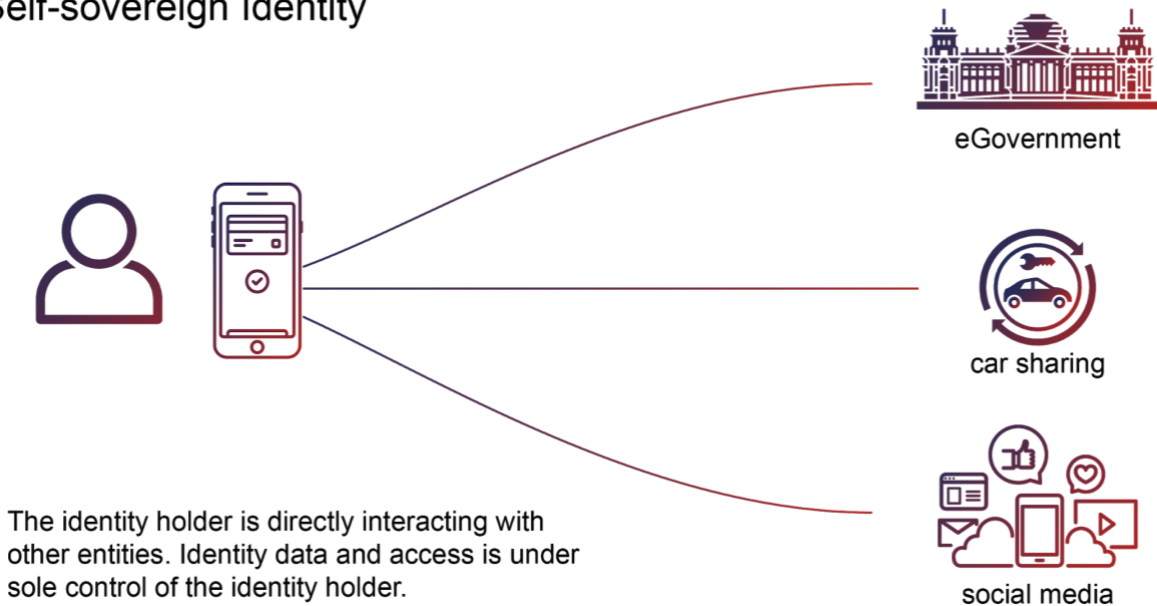 Self-sovereign Identity
eGovernment
car sharing
The identity holder is directly interacting with
other entities. Identity data and access is under
sole control of the identity holder.
social media